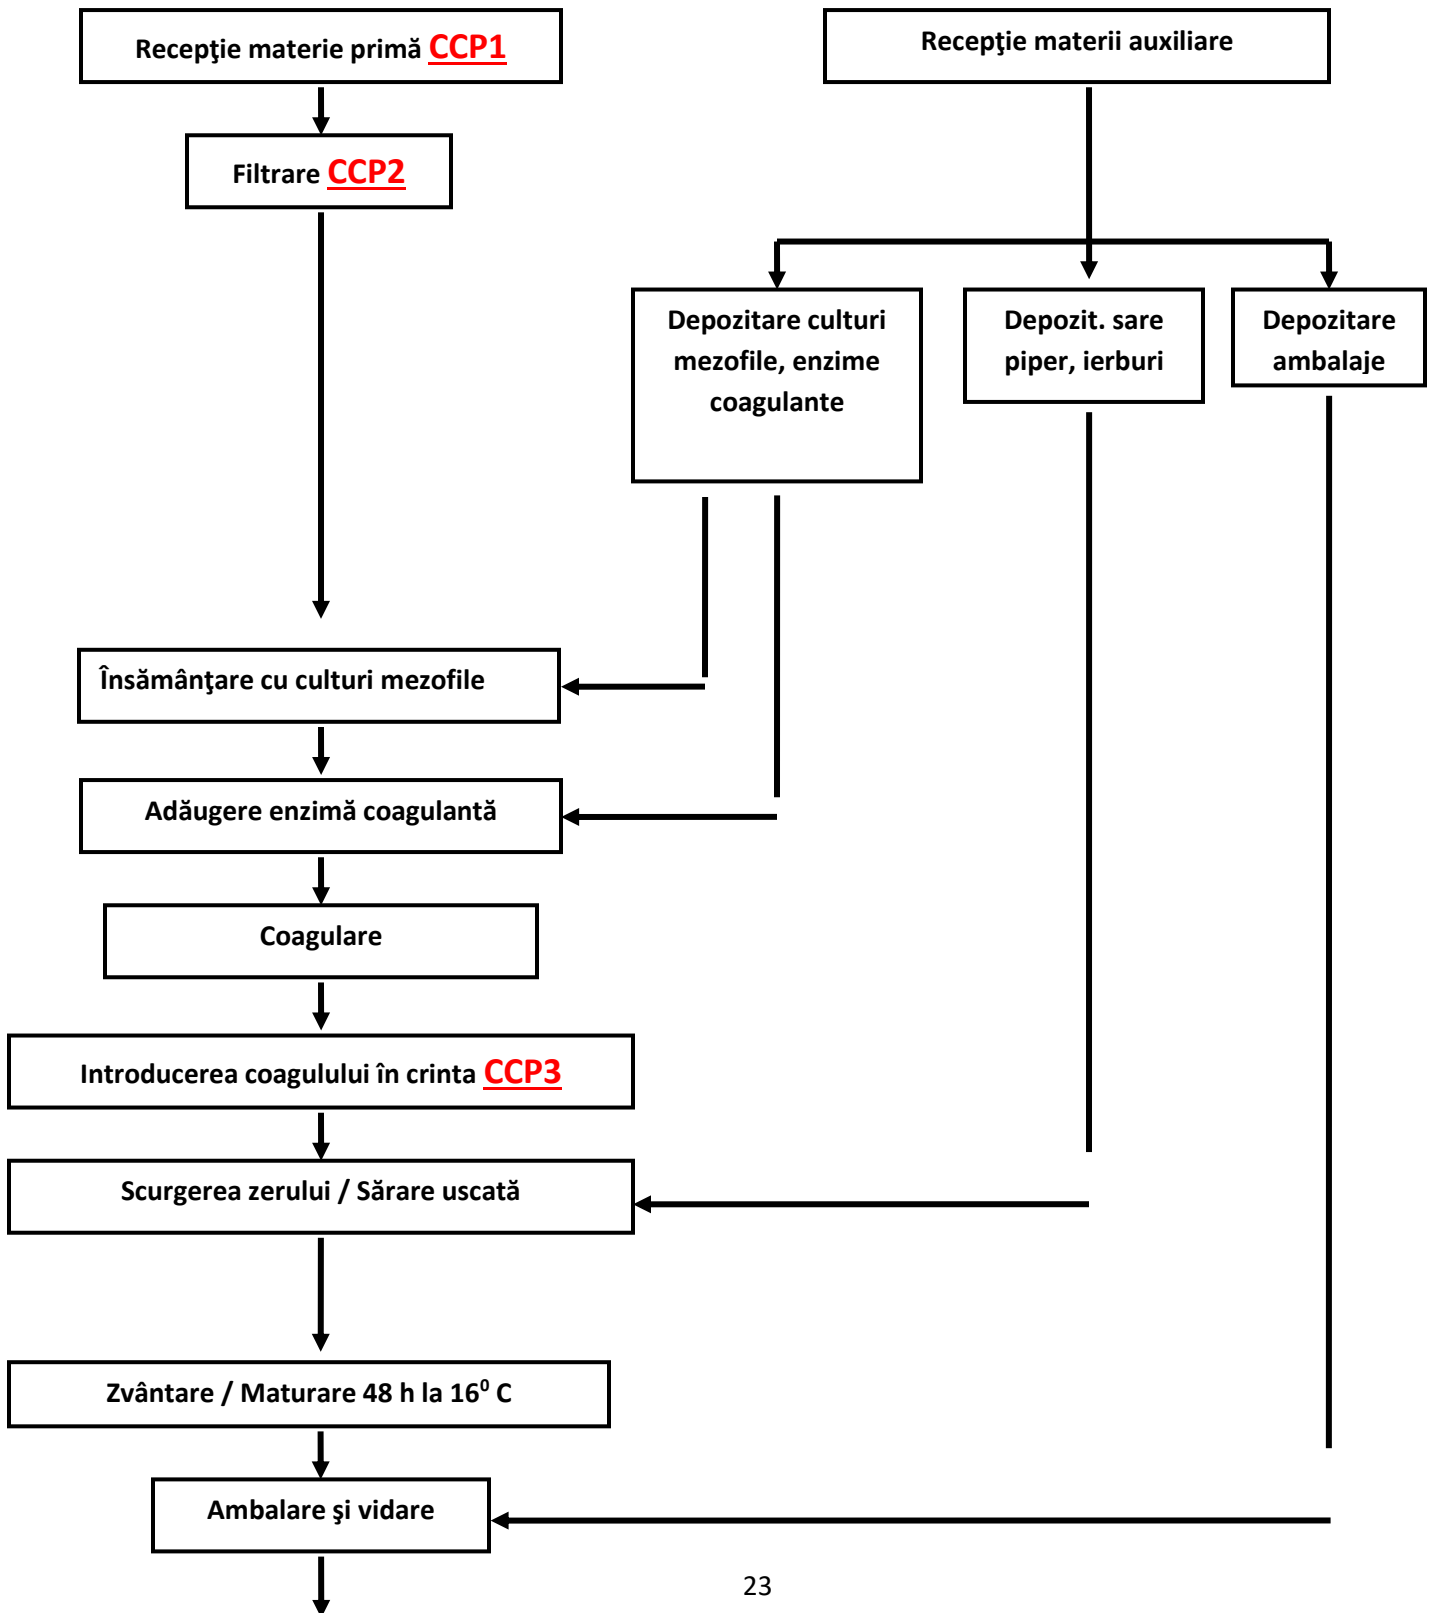 Recepţie materie primă CCP1
Recepţie materii auxiliare
Filtrare CCP2
Depozitare culturi
mezofile, enzime
coagulante
Depozit. sare
piper, ierburi
Depozitare
ambalaje
Însămânţare cu culturi mezofile
Adăugere enzimă coagulantă
Coagulare
Introducerea coagulului în crinta CCP3
Scurgerea zerului / Sărare uscată
Zvântare / Maturare 48 h la 16⁰ C
Ambalare şi vidare
23